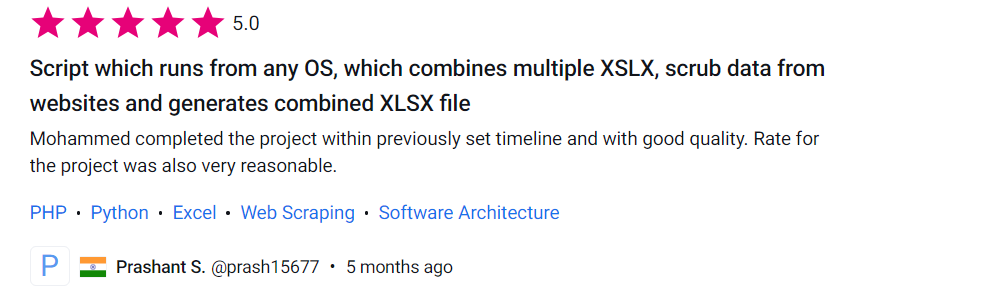 5.0
Script which runs from any OS, which combines multiple XSLX, scrub data from
websites and generates combined XLSX file
Mohammed completed the project within previously set timeline and with good quality. Rate for
the project was also very reasonable.
PHP • Python • Excel • Web Scraping • Software Architecture
P Prashant S. @prash15677 • 5 months ago